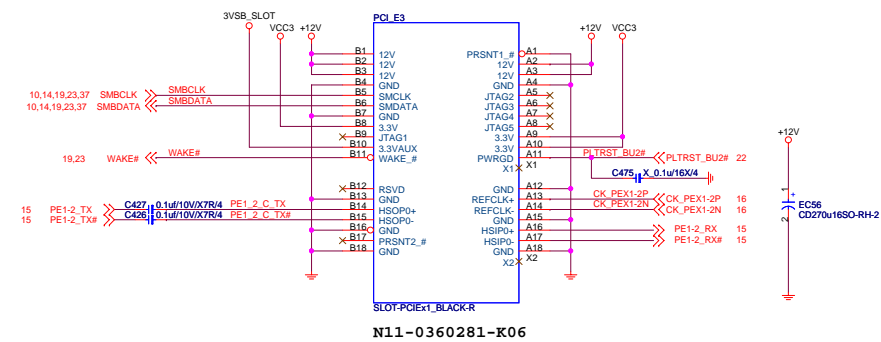 3VSB_SLOT
VCC3
+12V
PCI_E3
+12V
VCC3
B1 12V PRSNT1_# A1
B2 12V 12V A2
B3 12V 12V A3
B4 GND GND A4
10,14,19,23,37 SMBCLK SMBCLK B5 SMCLK JTAG2 A5
10,14,19,23,37 SMBDATA SMBDATA B6 SMDATA JTAG3 A6
B7 GND JTAG4 A7
B8 3.3V JTAG5 A8
B9 JTAG1 3.3V A9
B10 3.3VAUX 3.3V A10
19,23 WAKE# WAKE# B11 WAKE_# PWRGD A11 PLTRST_BU2# PLTRST_BU2# 22
X1 X1
C475 X_0.1u/16X/4
B12 RSVD GND A12
B13 GND REFCLK+ A13 CK_PEX1-2P CK_PEX1-2P 16
15 PE1-2_TX C427 0.1uf/10V/X7R/4 PE1_2_C_TX B14 HSOP0+ REFCLK- A14 CK_PEX1-2N CK_PEX1-2N 16
15 PE1-2_TX# C426 0.1uf/10V/X7R/4 PE1_2_C_TX# B15 HSOP0- GND A15
B16 GND HSIP0+ A16 PE1-2_RX 15
B17 PRSNT2_# HSIP0- A17 PE1-2_RX# 15
B18 GND GND A18
X2 X2
SLOT-PCIEx1_BLACK-R
N11-0360281-K06
+12V
1
+
EC56
CD270u16SO-RH-2
2